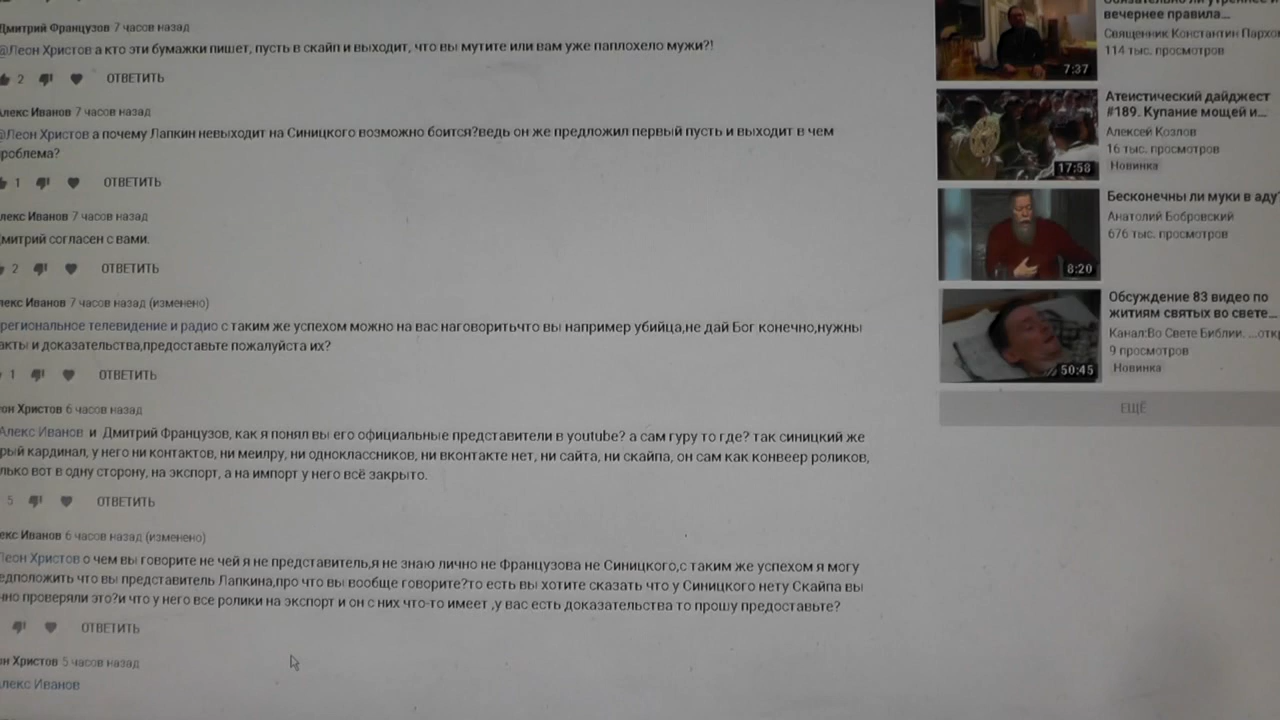 Дмитрий Французов 7 часов назад
@Леон Христов а кто эти бумажки пишет, пусть в скайп и выходит, что вы мутите или вам уже паплохело мужи?!
2 ОТВЕТИТЬ
лекс Иванов 7 часов назад
@Леон Христов а почему Лапкин невыходит на Синицкого возможно боится?ведь он же предложил первый пусть и выходит в чем
роблема?
1 ОТВЕТИТЬ
лекс Иванов 7 часов назад
митрий согласен с вами.
2 ОТВЕТИТЬ
лекс Иванов 7 часов назад (изменено)
региональное телевидение и радио с таким же успехом можно на вас наговоритьчто вы например убийца,не дай Бог конечно,нужны
акты и доказательства,предоставьте пожалуйста их?
1 ОТВЕТИТЬ
он Христов 6 часов назад
Алекс Иванов и Дмитрий Французов, как я понял вы его официальные представители в youtube? а сам гуру то где? так синицкий же
рый кардинал, у него ни контактов, ни меилру, ни одноклассников, ни вконтакте нет, ни сайта, ни скайпа, он сам как конвеер роликов,
лько вот в одну сторону, на экспорт, а на импорт у него всё закрыто.
5 ОТВЕТИТЬ
екс Иванов 6 часов назад (изменено)
Леон Христов о чем вы говорите не чей я не представитель,я не знаю лично не Французова не Синицкого,с таким же успехом я могу
едположить что вы представитель Лапкина,про что вы вообще говорите?то есть вы хотите сказать что у Синицкого нету Скайпа вы
чно проверяли это?и что у него все ролики на экспорт и он с них что-то имеет ,у вас есть доказательства то прошу предоставьте?
ОТВЕТИТЬ
он Христов 5 часов назад
лекс Иванов
вечернее правила...
Священник Константин Пархо
114 тыс. просмотров
7:37
Атеистический дайджест
#189. Купание мощей и...
Алексей Козлов
16 тыс. просмотров
Новинка
17:58
Бесконечны ли муки в аду?
Анатолий Бобровский
676 тыс. просмотров
8:20
Обсуждение 83 видео по
житиям святых во свете...
Канал:Во Свете Библии. ...откр
9 просмотров
Новинка
50:45
ЕЩЁ